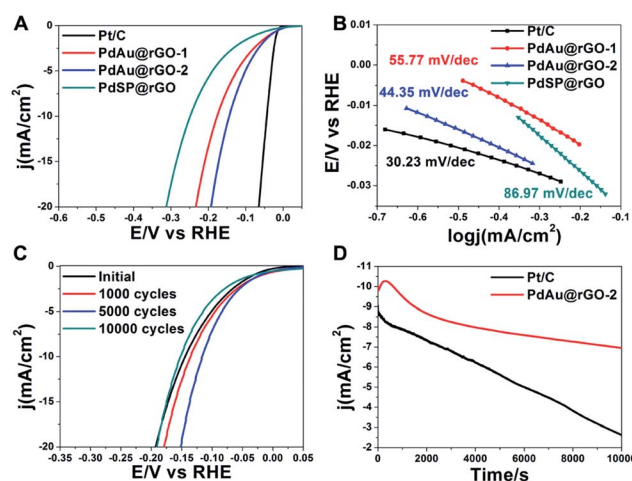 A
0
-5
-10
-15
-20
j(mA/cm²)
Pt/C
PdAu@rGO-1
PdAu@rGO-2
PdSP@rGO
-0.6 -0.5 -0.4 -0.3 -0.2 -0.1 0.0
E/V vs RHE
B
0.01
0.00
-0.01
-0.02
-0.03
E/V vs RHE
Pt/C
PdAu@rGO-1
PdAu@rGO-2
PdSP@rGO
55.77 mV/dec
44.35 mV/dec
30.23 mV/dec
86.97 mV/dec
-0.7 -0.6 -0.5 -0.4 -0.3 -0.2 -0.1
logj(mA/cm²)
C
0
-5
-10
-15
-20
j(mA/cm²)
Initial
1000 cycles
5000 cycles
10000 cycles
-0.35 -0.30 -0.25 -0.20 -0.15 -0.10 -0.05 0.00 0.05
E/V vs RHE
D
-11
-10
-9
-8
-7
-6
-5
-4
-3
-2
j(mA/cm²)
Pt/C
PdAu@rGO-2
0 2000 4000 6000 8000 10000
Time/s